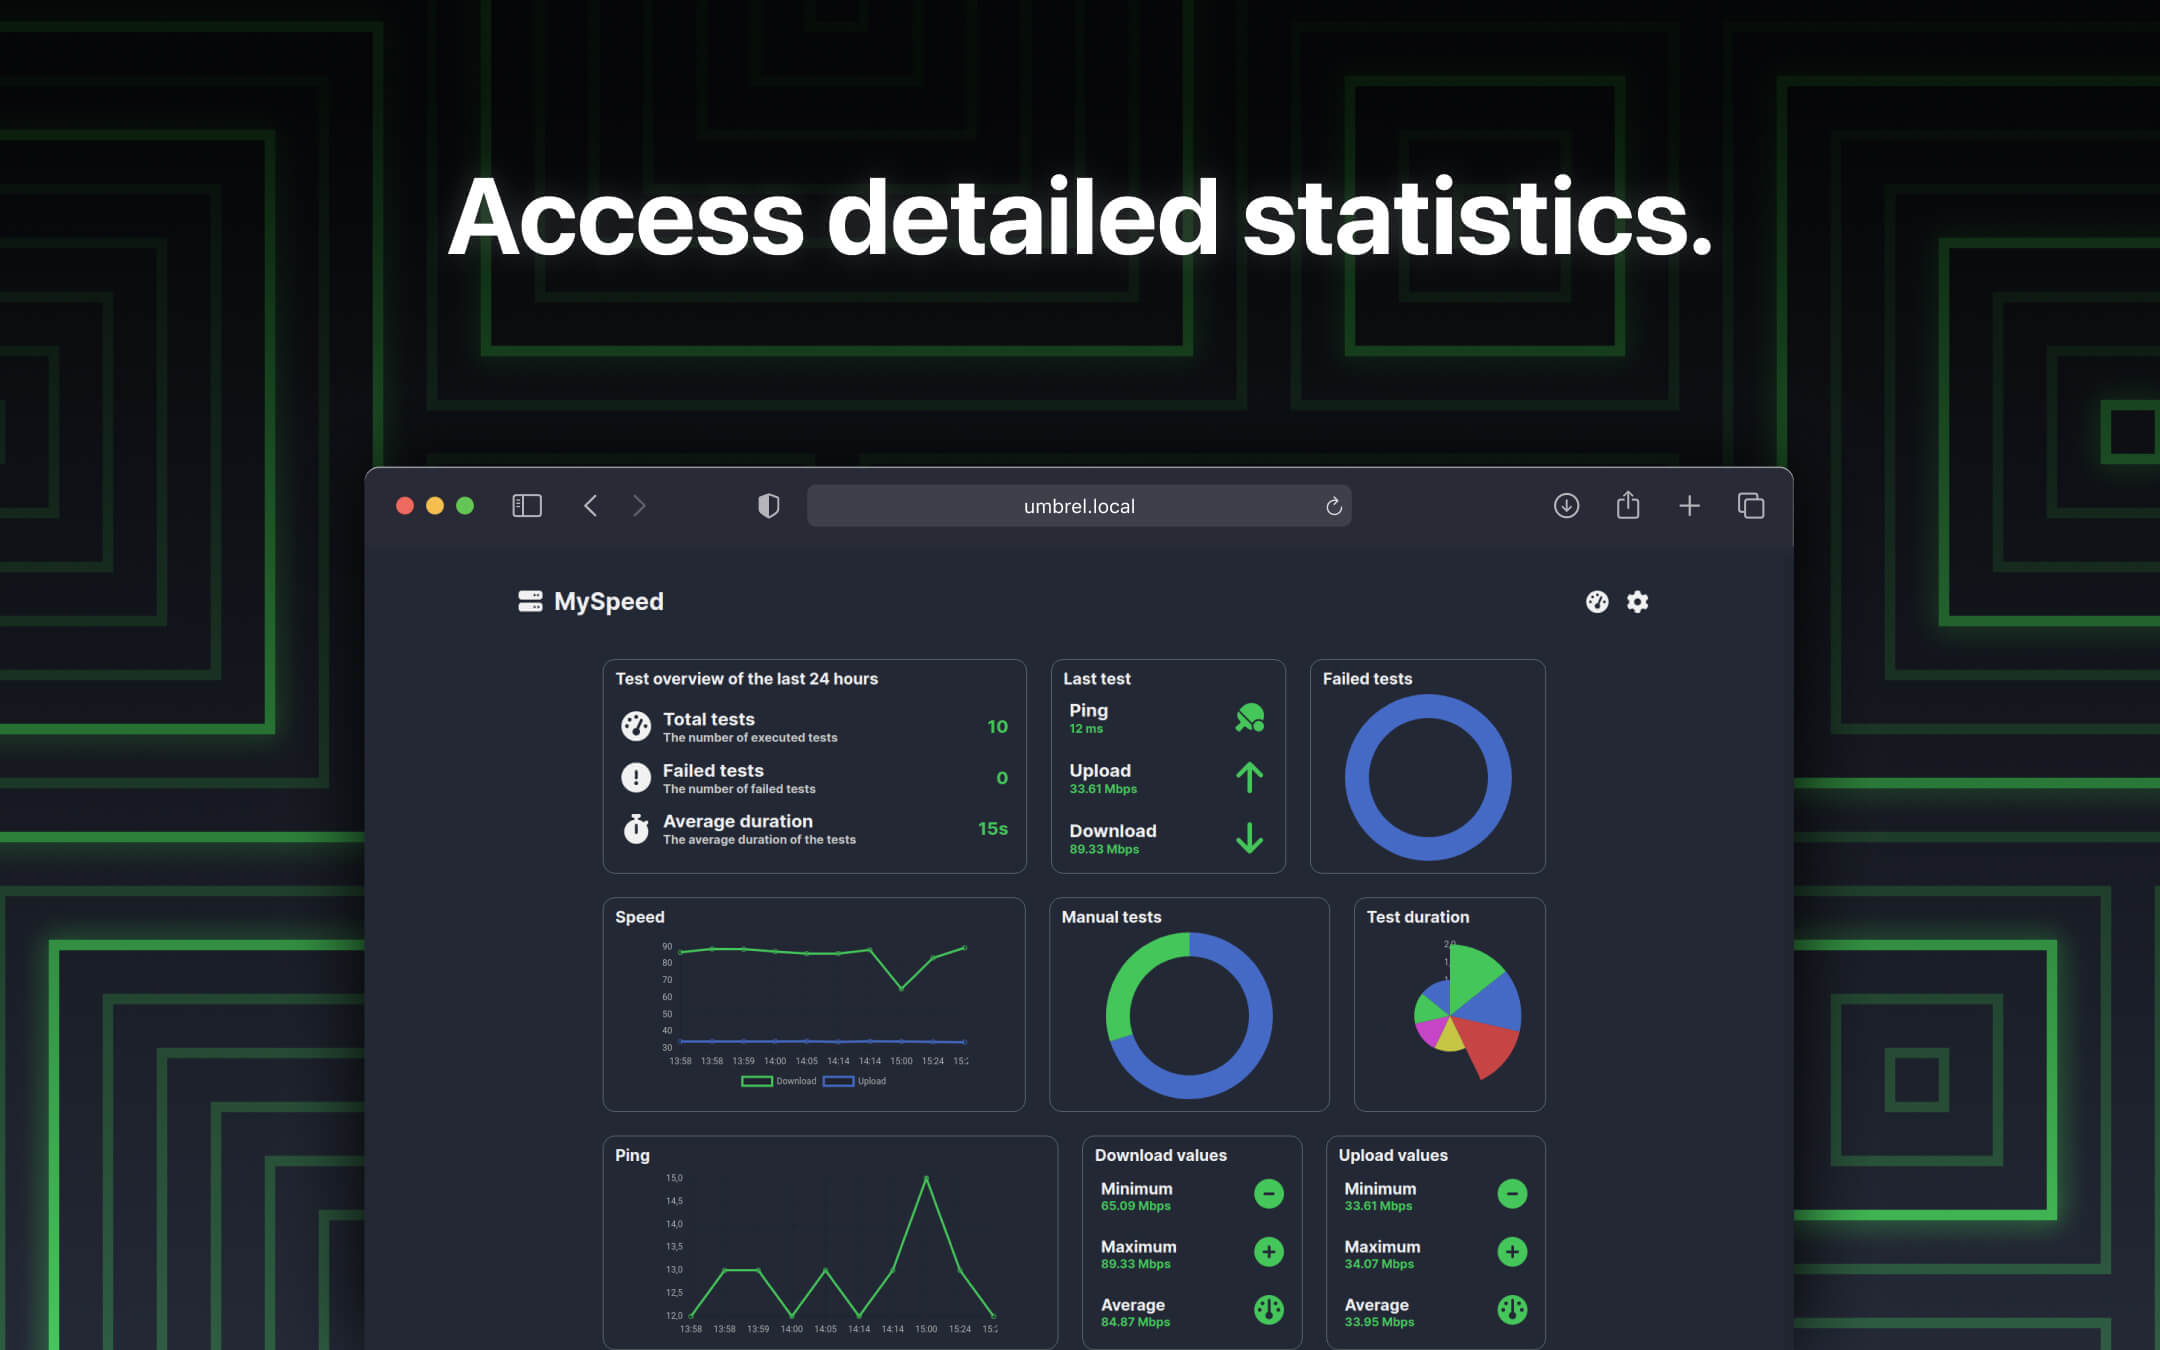 Access detailed statistics.
umbrel.local
MySpeed
Test overview of the last 24 hours
Total tests
The number of executed tests
10
Failed tests
The number of failed tests
0
Average duration
The average duration of the tests
15s
Last test
Ping
12 ms
Upload
33.61 Mbps
Download
89.33 Mbps
Failed tests
Speed
90
80
70
60
50
40
30
13:58 13:58 13:59 14:00 14:05 14:14 14:14 15:00 15:24
Download Upload
Manual tests
Test duration
Ping
15,0
14,5
14,0
13,5
13,0
12,5
12,0
13:58 13:58 13:59 14:00 14:05 14:14 14:14 15:00 15:24
Download values
Minimum
65.09 Mbps
Maximum
89.33 Mbps
Average
84.87 Mbps
Upload values
Minimum
33.61 Mbps
Maximum
34.07 Mbps
Average
33.95 Mbps